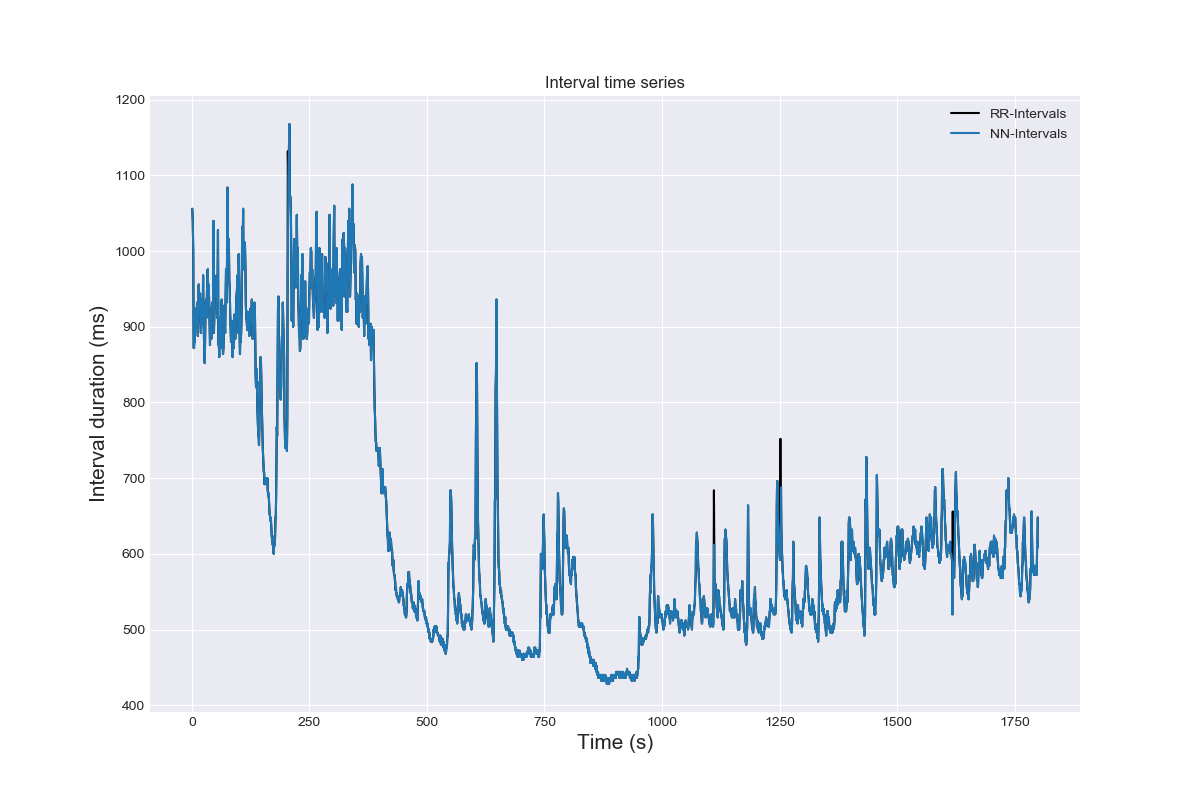 Interval time series
RR-Intervals
NN-Intervals
Interval duration (ms)
1200
1100
1000
900
800
700
600
500
400
0 250 500 750 1000 1250 1500 1750
Time (s)